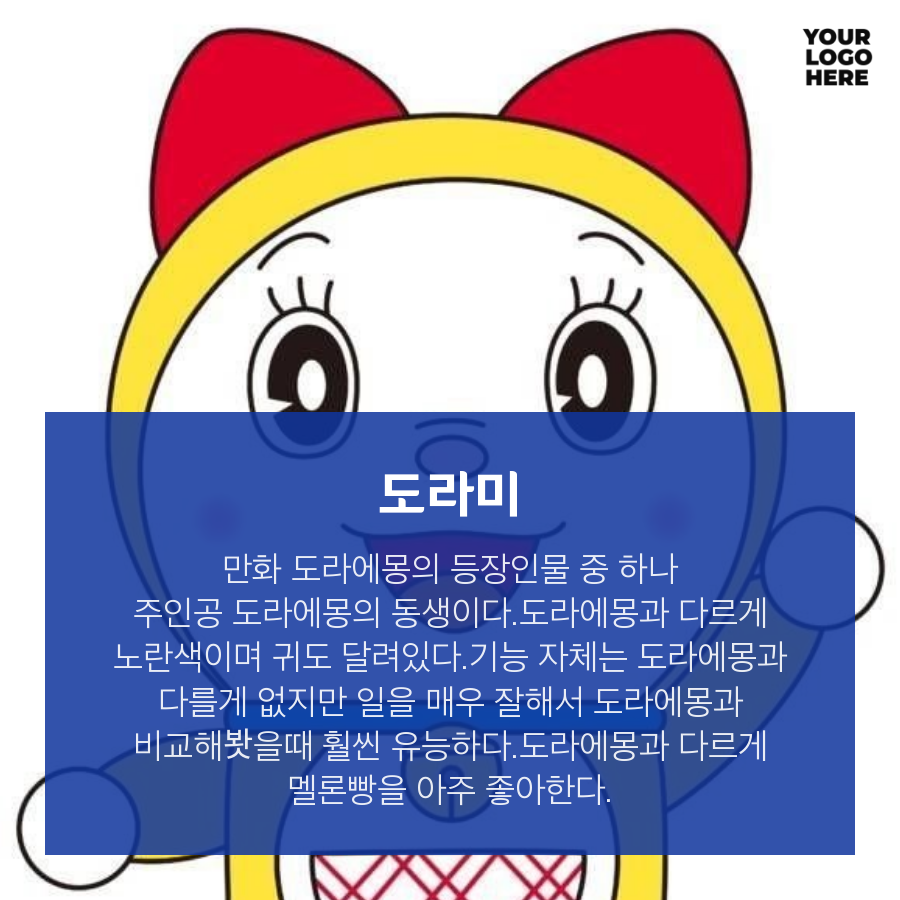 YOUR
LOGO
HERE
도라미
만화 도라에몽의 등장인물 중 하나
주인공 도라에몽의 동생이다.도라에몽과 다르게
노란색이며 귀도 달려있다.기능 자체는 도라에몽과
다를게 없지만 일을 매우 잘해서 도라에몽과
비교해봣을때 훨씬 유능하다.도라에몽과 다르게
멜론빵을 아주 좋아한다.